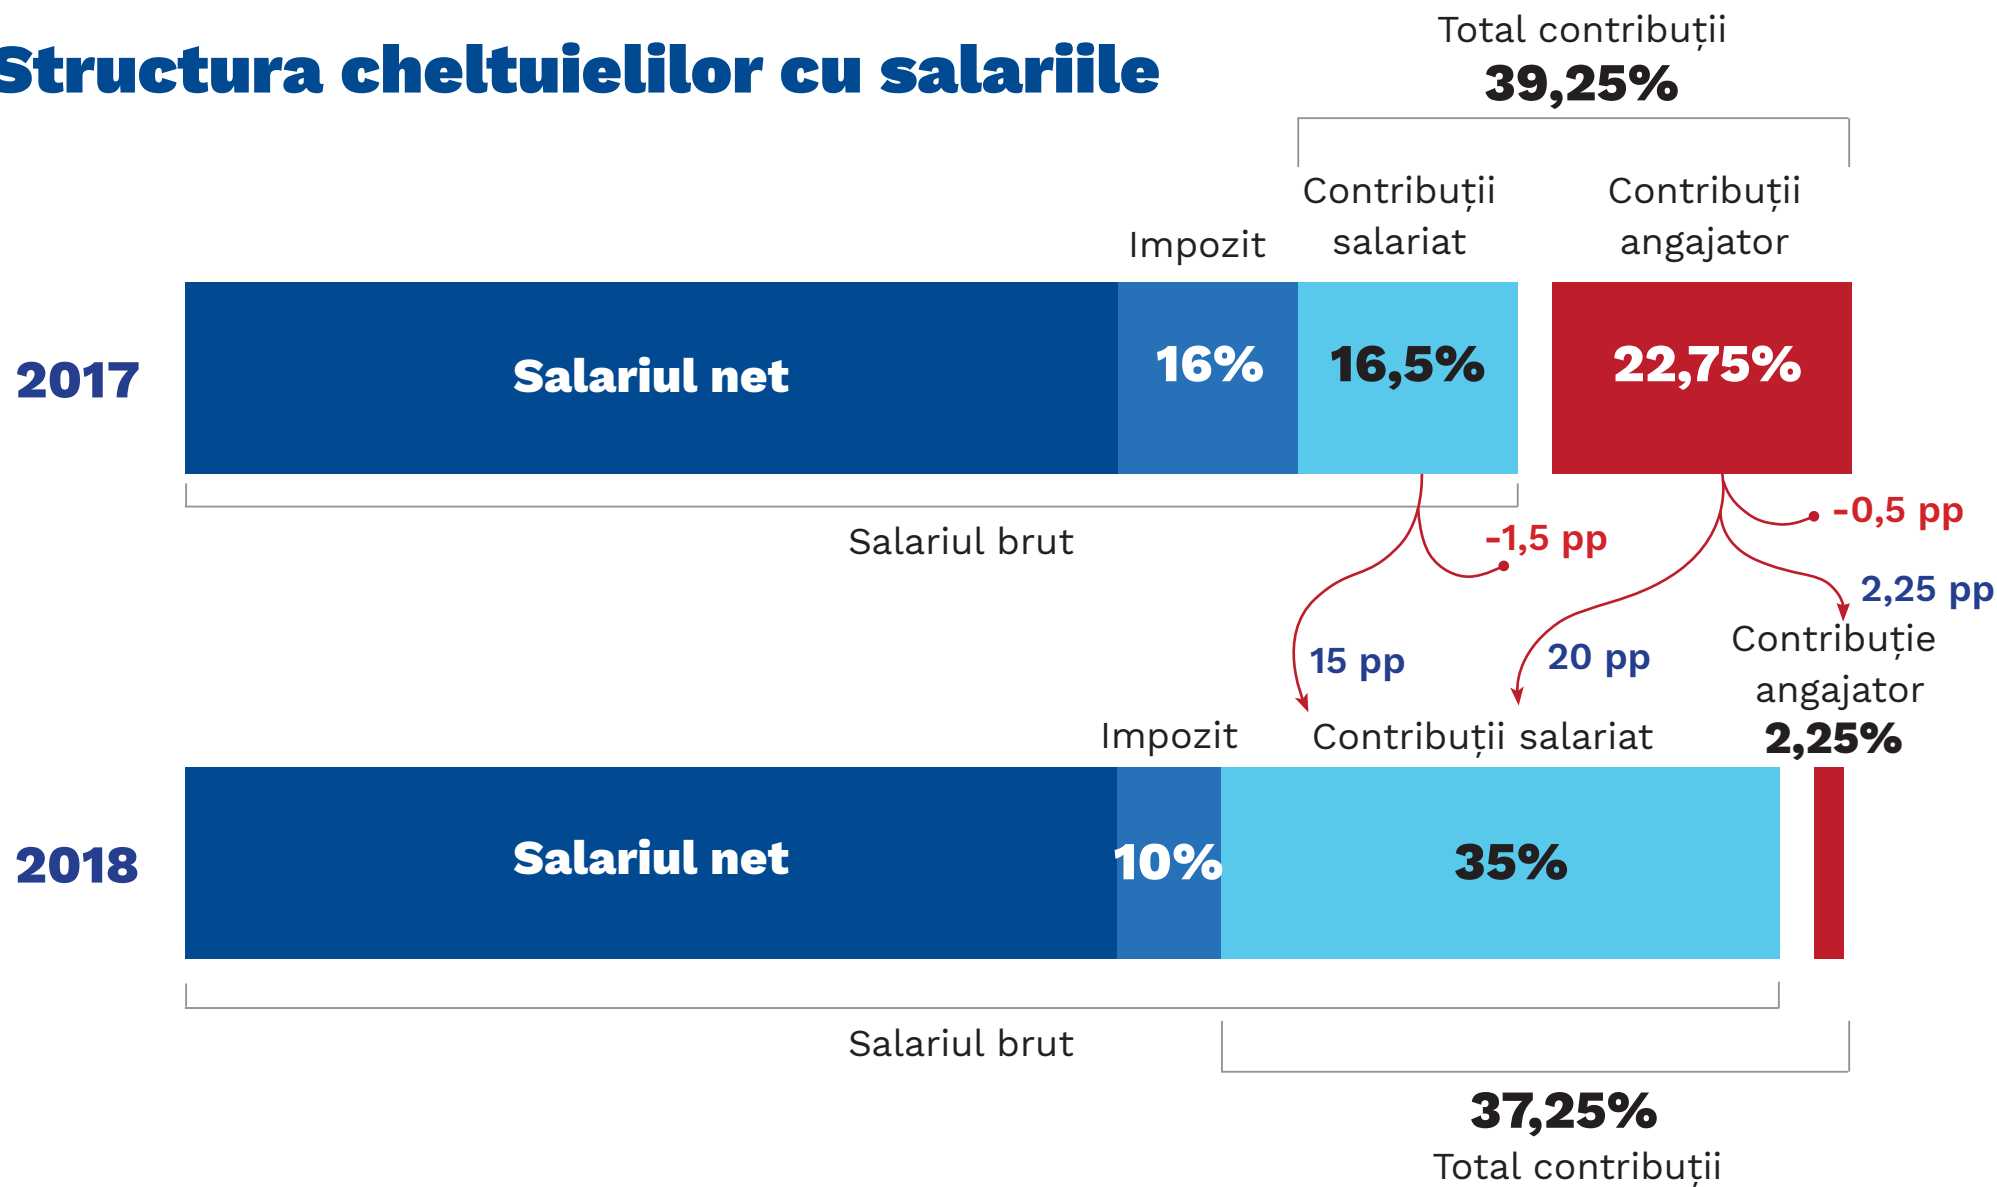 Structura cheltuielilor cu salariile
Total contribuții
39,25%
Impozit
Contribuții
salariat
Contribuții
angajator
2017
Salariul net
16%
16,5%
22,75%
Salariul brut
-1,5 pp
-0,5 pp
2,25 pp
15 pp
20 pp
Contribuție
angajator
2,25%
Impozit
Contribuții salariat
2018
Salariul net
10%
35%
Salariul brut
37,25%
Total contribuții